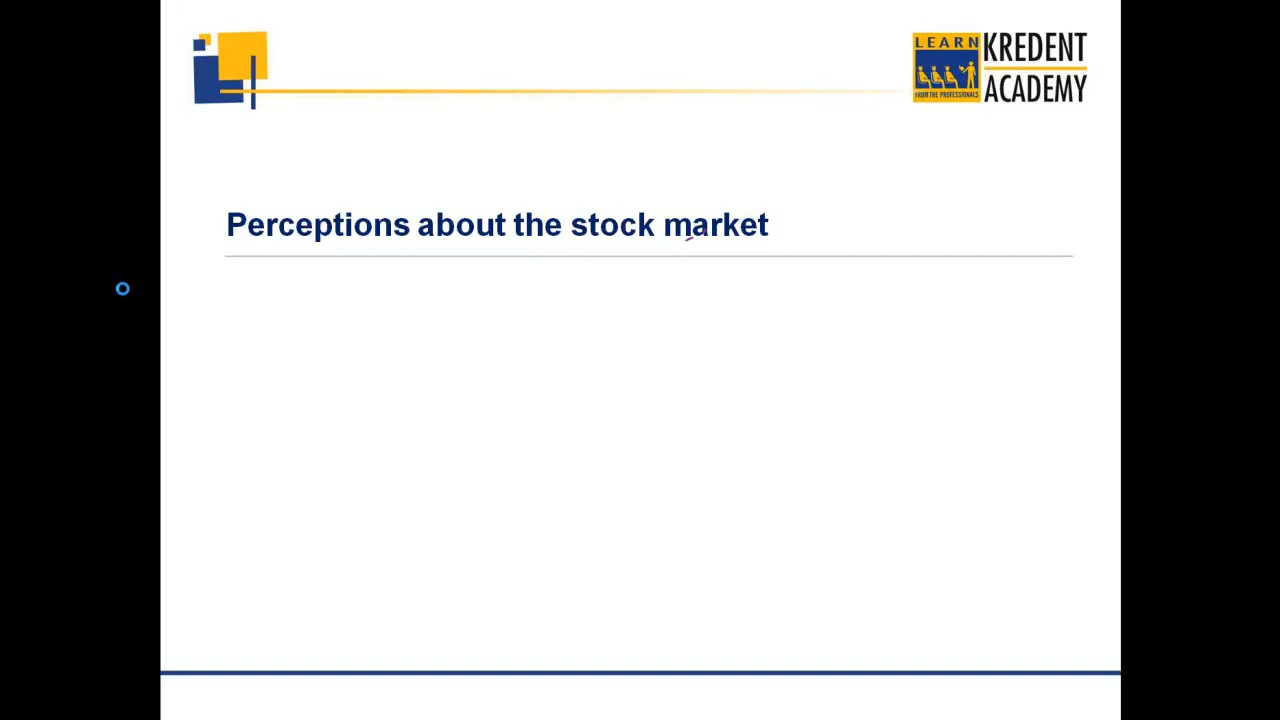 LEARN
FROM THE PROFESSIONALS
KREDENT
ACADEMY
Perceptions about the stock market